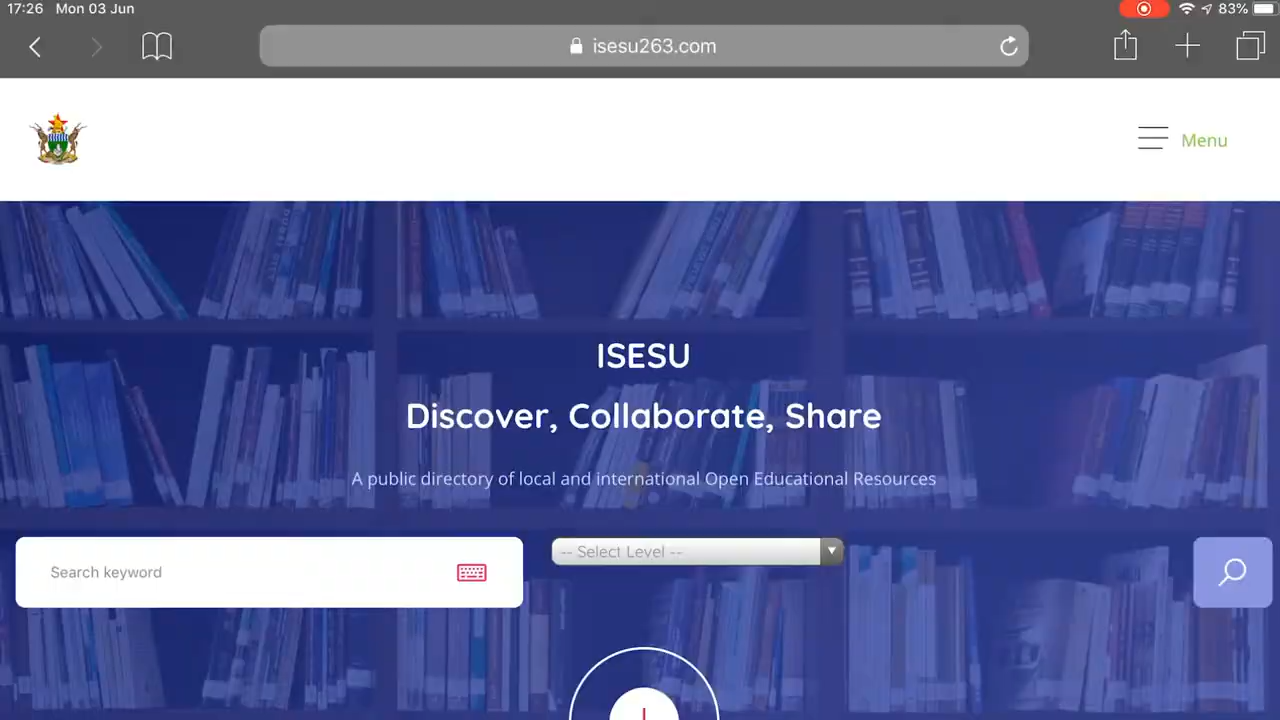 17:26 Mon 03 Jun
83%
isesu263.com
Menu
ISESU
Discover, Collaborate, Share
A public directory of local and international Open Educational Resources
Search keyword
-- Select Level --